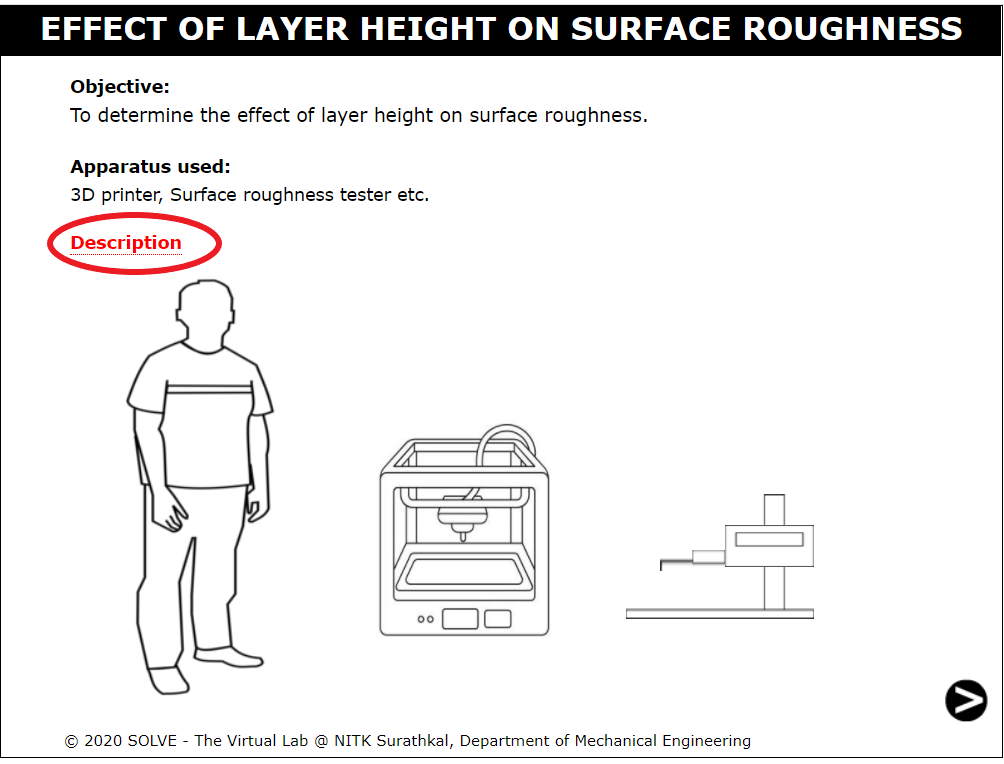 EFFECT OF LAYER HEIGHT ON SURFACE ROUGHNESS
Objective:
To determine the effect of layer height on surface roughness.
Apparatus used:
3D printer, Surface roughness tester etc.
Description
© 2020 SOLVE - The Virtual Lab @ NITK Surathkal, Department of Mechanical Engineering